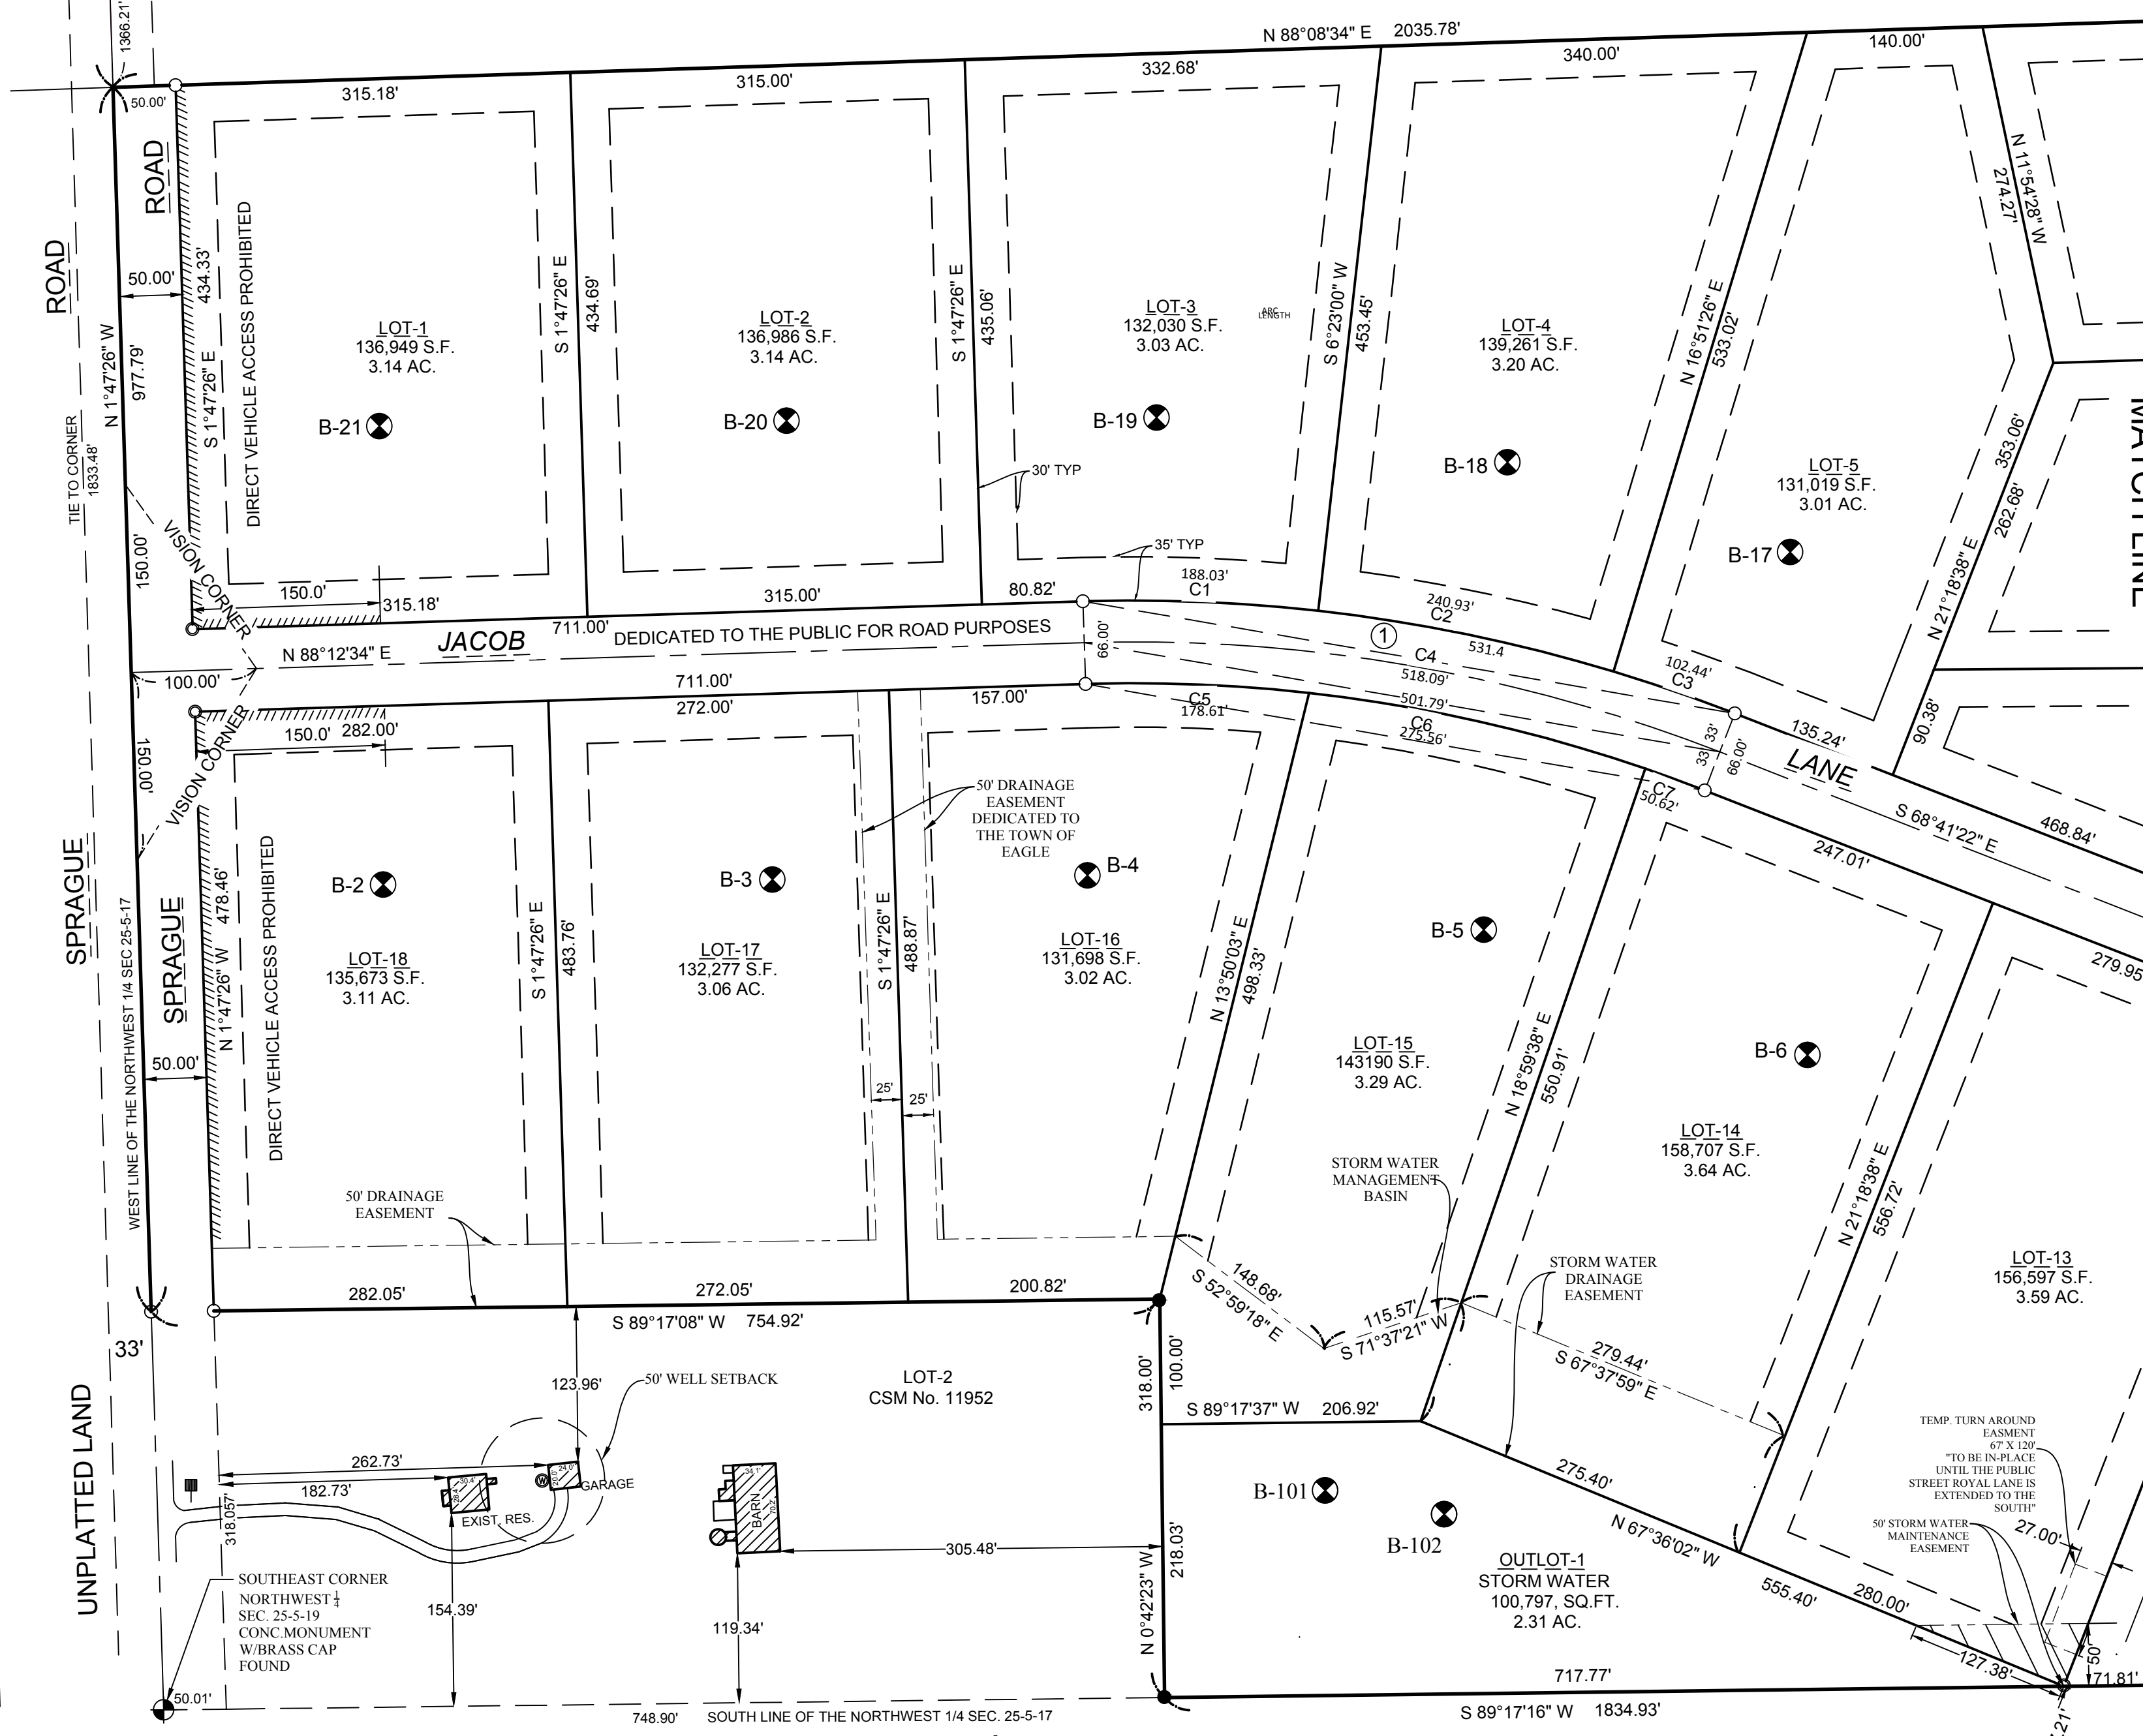 1366.21'
N 88°08'34" E 2035.78'
50.00'
315.18'
315.00'
332.68'
340.00'
140.00'
ROAD
ROAD
50.00'
N 1°47'26" W
977.79'
434.33'
S 1°47'26" E
DIRECT VEHICLE ACCESS PROHIBITED
LOT-1
136,949 S.F.
3.14 AC.
B-21
S 1°47'26" E
434.69'
LOT-2
136,986 S.F.
3.14 AC.
B-20
S 1°47'26" E
435.06'
LOT-3
132,030 S.F.
3.03 AC.
B-19
ARC
LENGTH
S 6°23'00" W
453.45'
LOT-4
139,261 S.F.
3.20 AC.
B-18
N 16°51'26" E
533.02'
LOT-5
131,019 S.F.
3.01 AC.
B-17
N 11°54'28" W
274.27'
353.06'
262.68'
N 21°18'38" E
90.38'
MATCH LINE
TIE TO CORNER
1833.48'
150.00'
VISION CORNER
30' TYP
35' TYP
150.0'
315.18'
315.00'
80.82'
188.03'
C1
240.93'
C2
102.44'
C3
711.00'
JACOB
DEDICATED TO THE PUBLIC FOR ROAD PURPOSES
66.00'
1
531.4
C4
518.09'
501.79'
N 88°12'34" E
100.00'
711.00'
135.24'
33'
33'
66.00'
LANE
S 68°41'22" E
468.84'
150.00'
VISION CORNER
150.0'
282.00'
272.00'
157.00'
C5
178.61'
C6
275.56'
C7
50.62'
247.01'
279.95
SPRAGUE
SPRAGUE
WEST LINE OF THE NORTHWEST 1/4 SEC 25-5-17
50.00'
N 1°47'26" W 478.46'
DIRECT VEHICLE ACCESS PROHIBITED
B-2
LOT-18
135,673 S.F.
3.11 AC.
S 1°47'26" E
483.76'
B-3
LOT-17
132,277 S.F.
3.06 AC.
S 1°47'26" E
488.87'
25'
25'
50' DRAINAGE
EASEMENT
DEDICATED TO
THE TOWN OF
EAGLE
B-4
LOT-16
131,698 S.F.
3.02 AC.
N 13°50'03" E
498.33'
B-5
LOT-15
143190 S.F.
3.29 AC.
N 18°59'38" E
550.91'
B-6
LOT-14
158,707 S.F.
3.64 AC.
N 21°18'38" E
556.72'
LOT-13
156,597 S.F.
3.59 AC.
50' DRAINAGE
EASEMENT
STORM WATER
MANAGEMENT
BASIN
STORM WATER
DRAINAGE
EASEMENT
148.68'
S 52°59'18" E
115.57'
S 71°37'21" W
279.44'
S 67°37'59" E
282.05'
272.05'
200.82'
S 89°17'08" W 754.92'
33'
UNPLATTED LAND
123.96'
50' WELL SETBACK
LOT-2
CSM No. 11952
318.00'
100.00'
S 89°17'37" W 206.92'
262.73'
182.73'
318.057'
30.4'
28.4'
EXIST. RES.
W
20.0'
24.0'
GARAGE
34.1'
BARN
70.2'
305.48'
154.39'
119.34'
N 0°42'23" W
218.03'
B-101
B-102
OUTLOT-1
STORM WATER
100,797, SQ.FT.
2.31 AC.
275.40'
N 67°36'02" W
555.40'
280.00'
TEMP. TURN AROUND
EASMENT
67' X 120'
"TO BE IN-PLACE
UNTIL THE PUBLIC
STREET ROYAL LANE IS
EXTENDED TO THE
SOUTH"
50' STORM WATER
MAINTENANCE
EASEMENT
27.00'
127.38'
50'
71.81'
SOUTHEAST CORNER
NORTHWEST 1/4
SEC. 25-5-19
CONC.MONUMENT
W/BRASS CAP
FOUND
50.01'
748.90' SOUTH LINE OF THE NORTHWEST 1/4 SEC. 25-5-17
717.77'
S 89°17'16" W 1834.93'